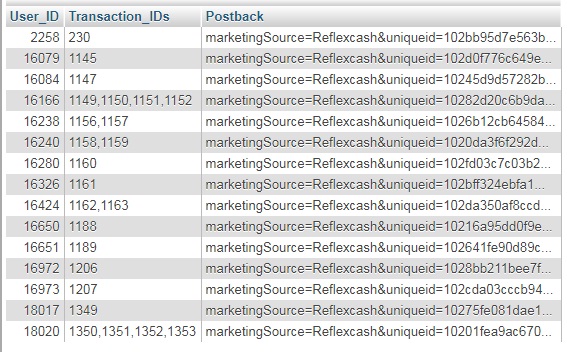 User_ID Transaction_IDs Postback
2258 230 marketingSource=Reflexcash&uniqueid=102bb95d7e563b...
16079 1145 marketingSource=Reflexcash&uniqueid=102d0f776c649e...
16084 1147 marketingSource=Reflexcash&uniqueid=10245d9d57282b...
16166 1149,1150,1151,1152 marketingSource=Reflexcash&uniqueid=10282d20c6b9da...
16238 1156,1157 marketingSource=Reflexcash&uniqueid=1026b12cb64584...
16240 1158,1159 marketingSource=Reflexcash&uniqueid=1020da3f6f292d...
16280 1160 marketingSource=Reflexcash&uniqueid=102fd03c7c03b2...
16326 1161 marketingSource=Reflexcash&uniqueid=102bff324ebfa1...
16424 1162,1163 marketingSource=Reflexcash&uniqueid=102da350af8ccd...
16650 1188 marketingSource=Reflexcash&uniqueid=10216a95dd0f9e...
16651 1189 marketingSource=Reflexcash&uniqueid=102641fe90d89c...
16972 1206 marketingSource=Reflexcash&uniqueid=1028bb211bee7f...
16973 1207 marketingSource=Reflexcash&uniqueid=102cda03cccb94...
18017 1349 marketingSource=Reflexcash&uniqueid=10275fe081dae1...
18020 1350,1351,1352,1353 marketingSource=Reflexcash&uniqueid=10201fea9ac670...